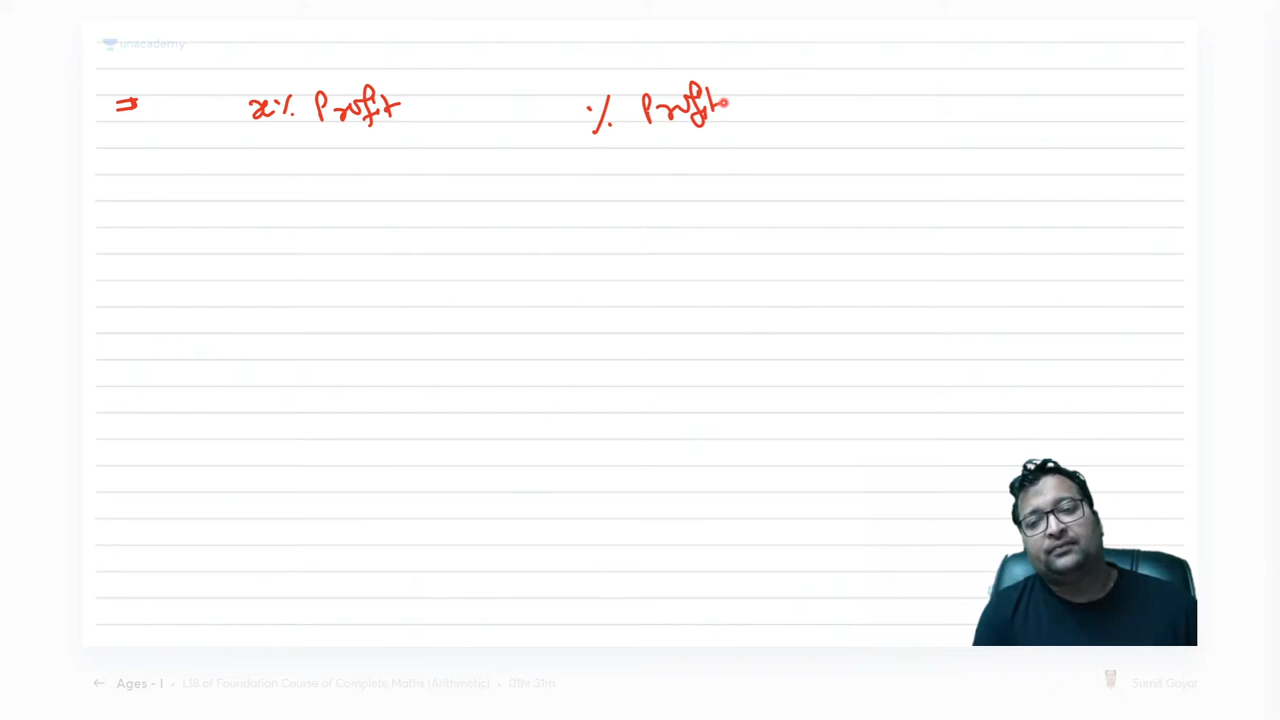 unacademy
⇒ x% Profit % Profit
← Ages - I • L18 of Foundation Course of Complete Maths (Arithmetic) • 01hr 31m Sumit Goyal